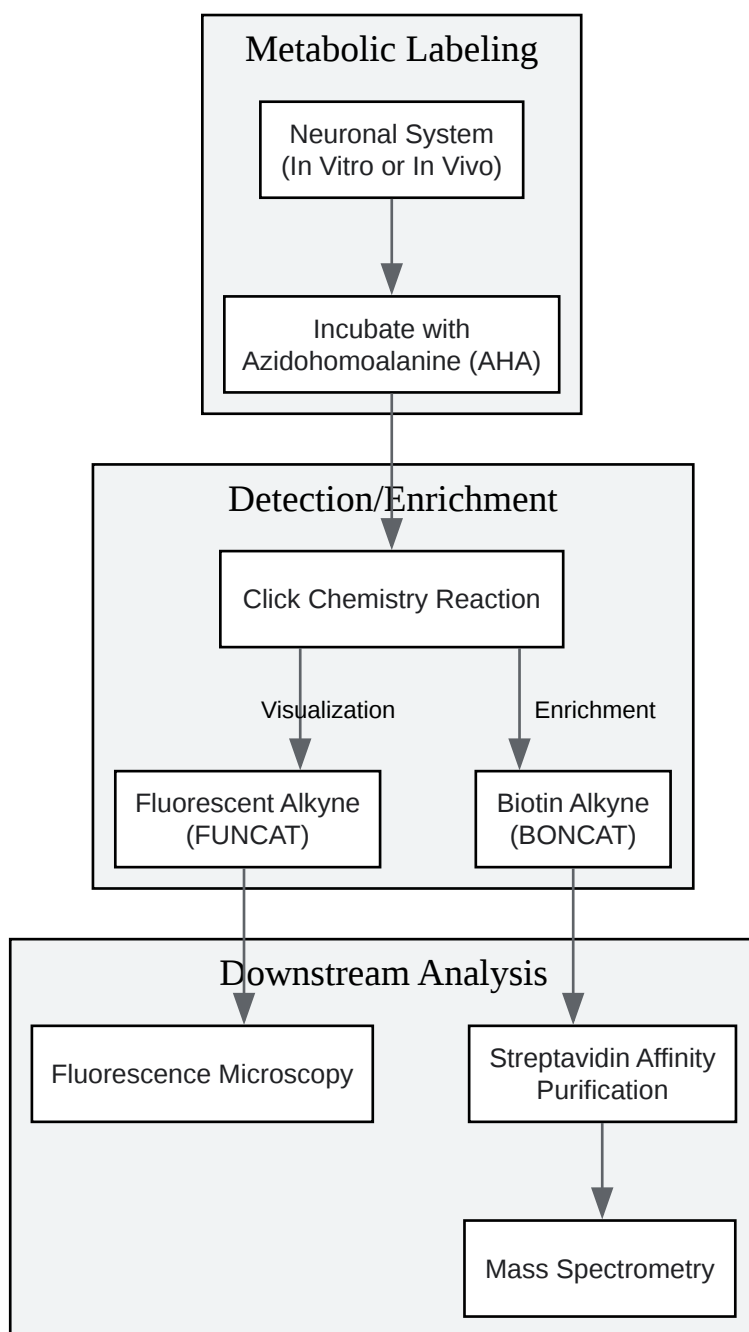 Metabolic Labeling
Neuronal System
(In Vitro or In Vivo)
Incubate with
Azidohomoalanine (AHA)
Detection/Enrichment
Click Chemistry Reaction
Visualization
Enrichment
Fluorescent Alkyne
(FUNCAT)
Biotin Alkyne
(BONCAT)
Downstream Analysis
Fluorescence Microscopy
Streptavidin Affinity
Purification
Mass Spectrometry